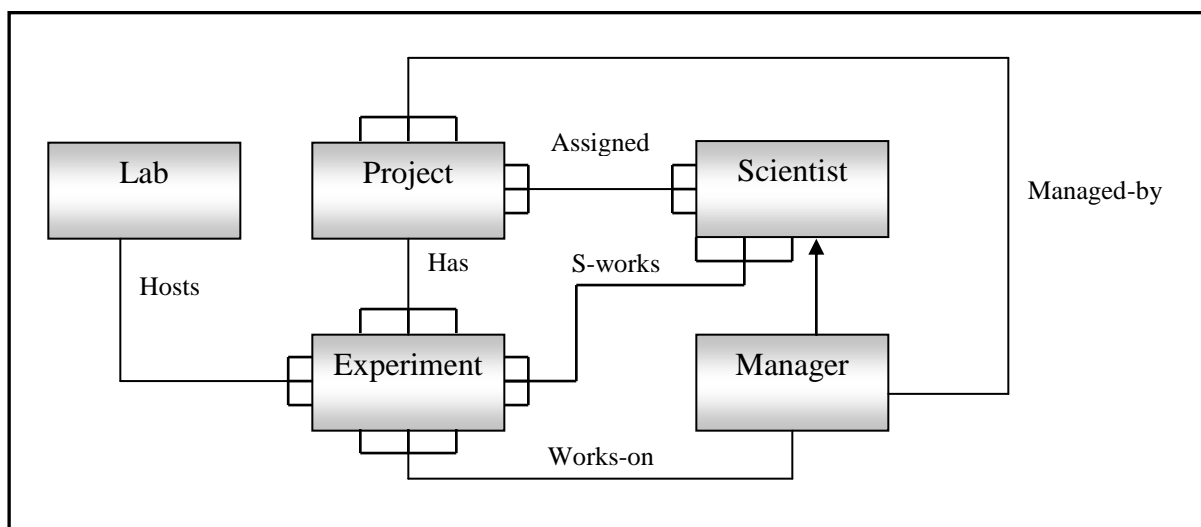 Assigned
Lab
Project
Scientist
Managed-by
Has
S-works
Hosts
Experiment
Manager
Works-on